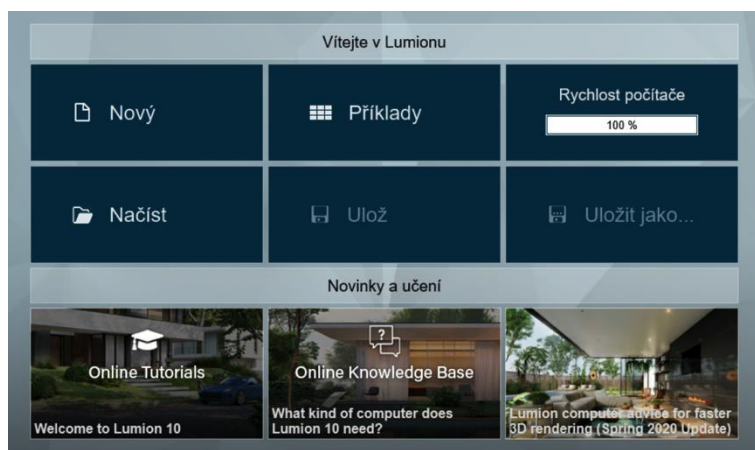 Vítejte v Lumionu
Nový
Příklady
Rychlost počítače
100 %
Načíst
Ulož
Uložit jako...
Novinky a učení
Online Tutorials
Welcome to Lumion 10
Online Knowledge Base
What kind of computer does
Lumion 10 need?
Lumion computer advice for faster
3D rendering (Spring 2020 Update)